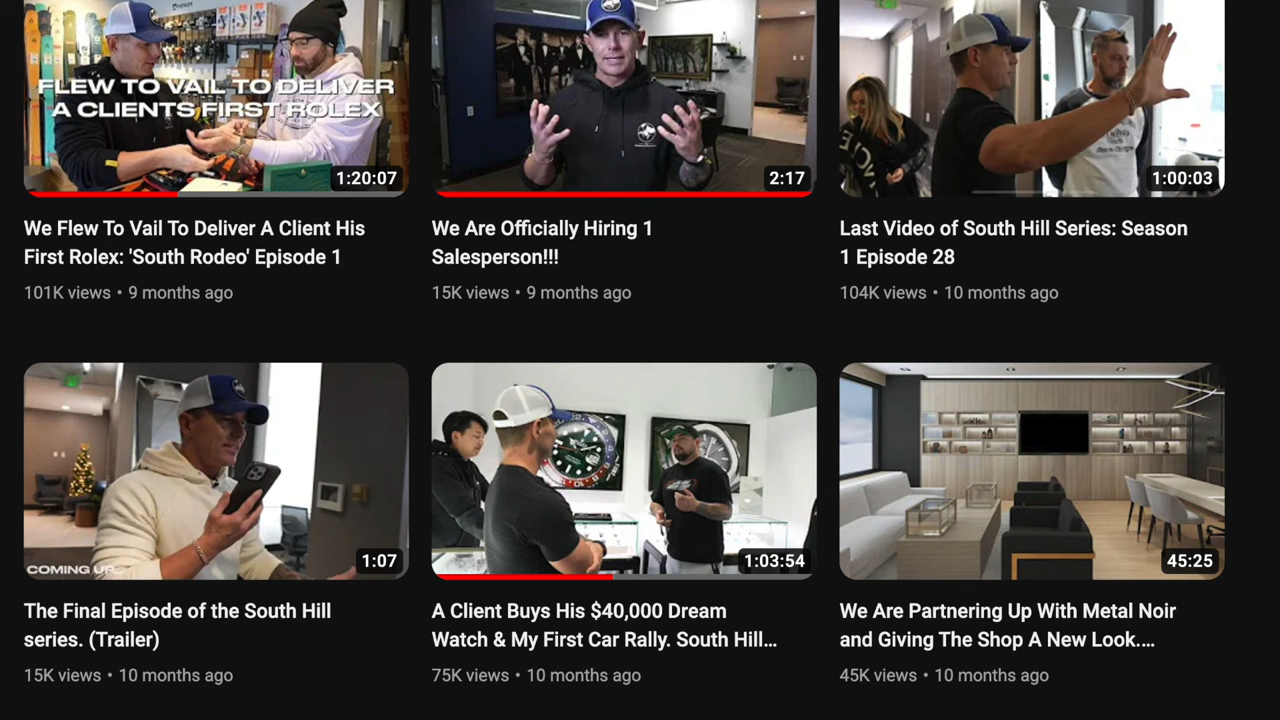 FLEW TO VAIL TO DELIVER
A CLIENTS FIRST ROLEX
1:20:07
2:17
1:00:03
We Flew To Vail To Deliver A Client His
First Rolex: 'South Rodeo' Episode 1
101K views • 9 months ago
We Are Officially Hiring 1
Salesperson!!!
15K views • 9 months ago
Last Video of South Hill Series: Season
1 Episode 28
104K views • 10 months ago
COMING UP...
1:07
1:03:54
45:25
The Final Episode of the South Hill
series. (Trailer)
15K views • 10 months ago
A Client Buys His $40,000 Dream
Watch & My First Car Rally. South Hill...
75K views • 10 months ago
We Are Partnering Up With Metal Noir
and Giving The Shop A New Look....
45K views • 10 months ago